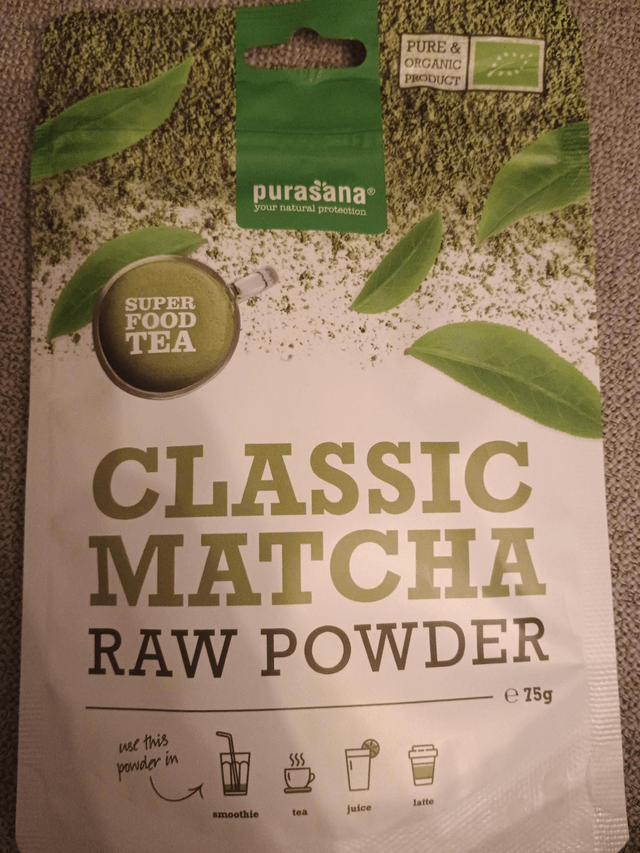 PURE &
ORGANIC
PRODUCT
purasana®
your natural protection
SUPER
FOOD
TEA
CLASSIC
MATCHA
RAW POWDER
℮ 75g
use this
powder in
smoothie
tea
juice
latte